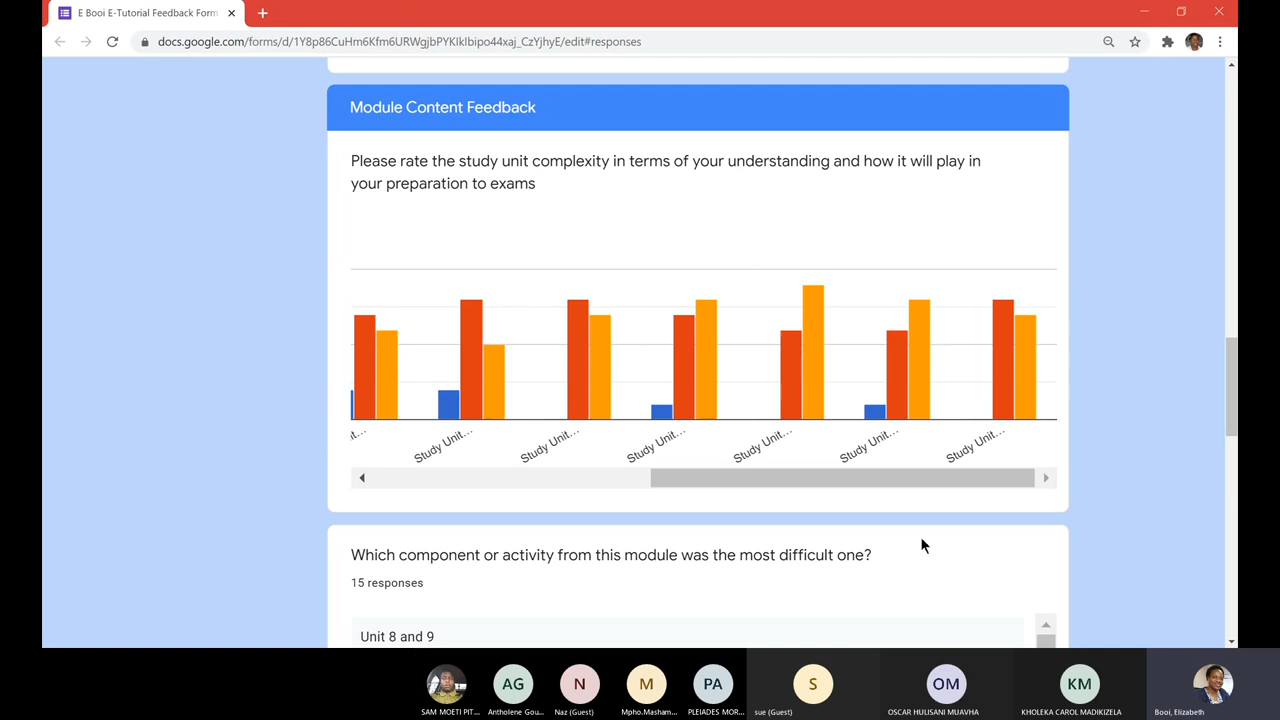 E Booi E-Tutorial Feedback Form
docs.google.com/forms/d/1Y8p86CuHm6Kfm6URWgjbPYKIkIbipo44xaj_CzYjhyE/edit#responses
Module Content Feedback
Please rate the study unit complexity in terms of your understanding and how it will play in
your preparation to exams
Study Unit… Study Unit… Study Unit… Study Unit… Study Unit… Study Unit…
Which component or activity from this module was the most difficult one?
15 responses
Unit 8 and 9
AG N M PA S OM KM
SAM MOETI PIT... Antholene Gou... Naz (Guest) Mpho.Masham... PLEIADES MOR... sue (Guest) OSCAR HULISANI MUAVHA KHOLEKA CAROL MADIKIZELA Booi, Elizabeth